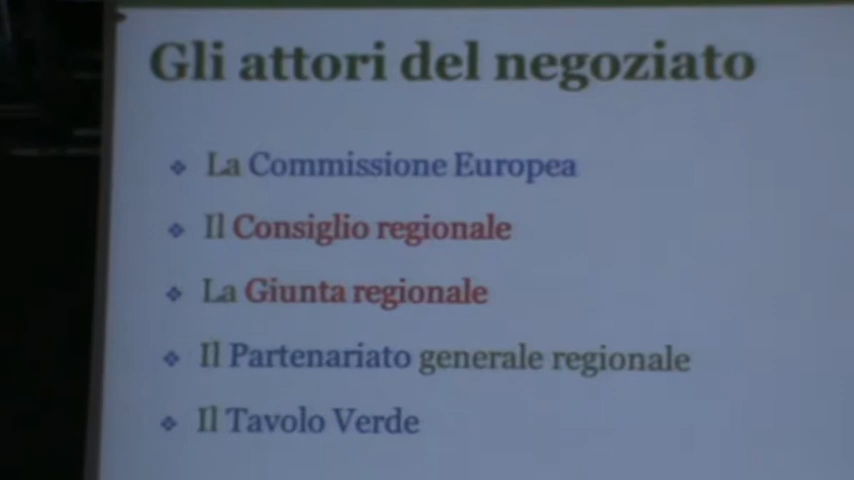 Gli attori del negoziato
La Commissione Europea
Il Consiglio regionale
La Giunta regionale
Il Partenariato generale regionale
Il Tavolo Verde